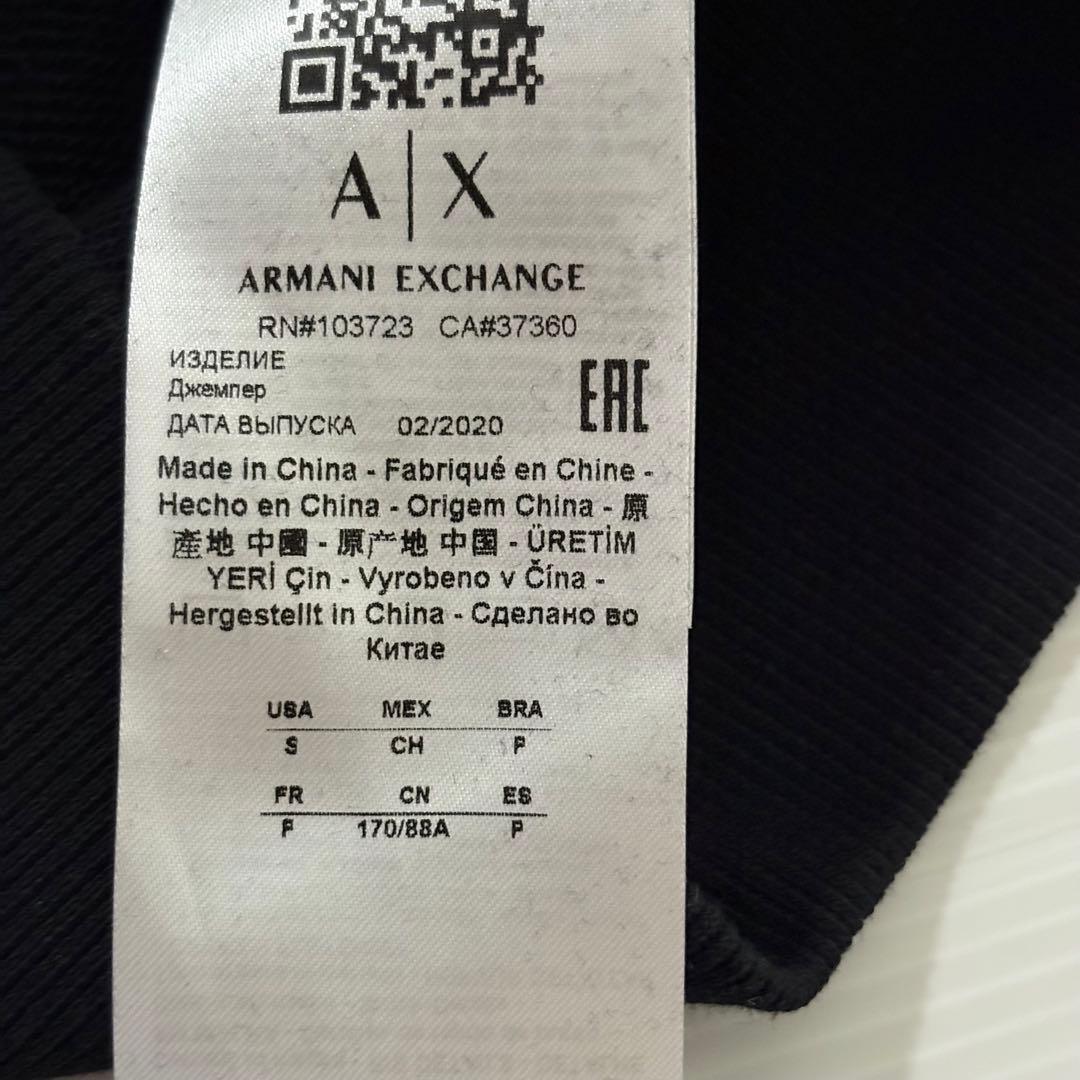 A|X
ARMANI EXCHANGE
RN#103723 CA#37360
ИЗДЕЛИЕ
Джемпер
ДАТА ВЫПУСКА 02/2020
EAC
Made in China - Fabriqué en Chine -
Hecho en China - Origem China - 原
產地 中國 - 原产地 中国 - ÜRETİM
YERİ Çin - Vyrobeno v Čína -
Hergestellt in China - Сделано во
Китае
USA MEX BRA
S CH P
FR CN ES
P 170/88A P